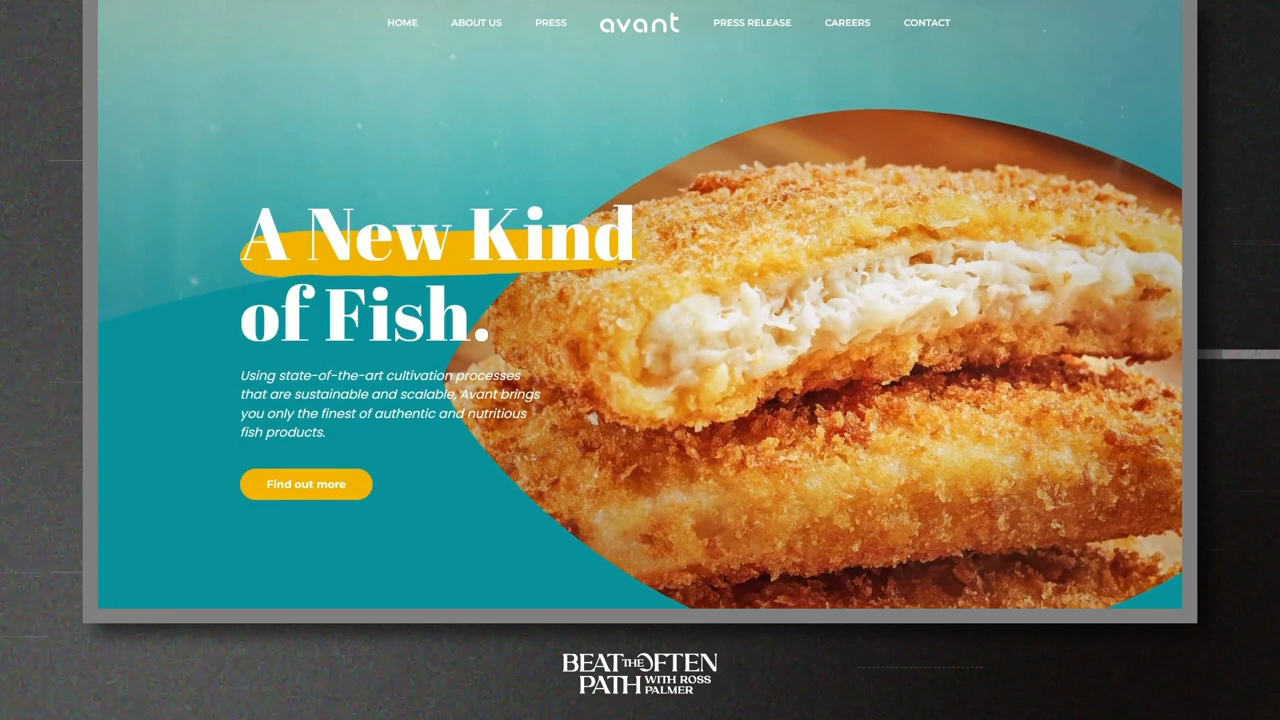 HOME ABOUT US PRESS avant PRESS RELEASE CAREERS CONTACT
A New Kind
of Fish.
Using state-of-the-art cultivation processes
that are sustainable and scalable, Avant brings
you only the finest of authentic and nutritious
fish products.
Find out more
BEAT THE OFTEN
PATH WITH ROSS
PALMER